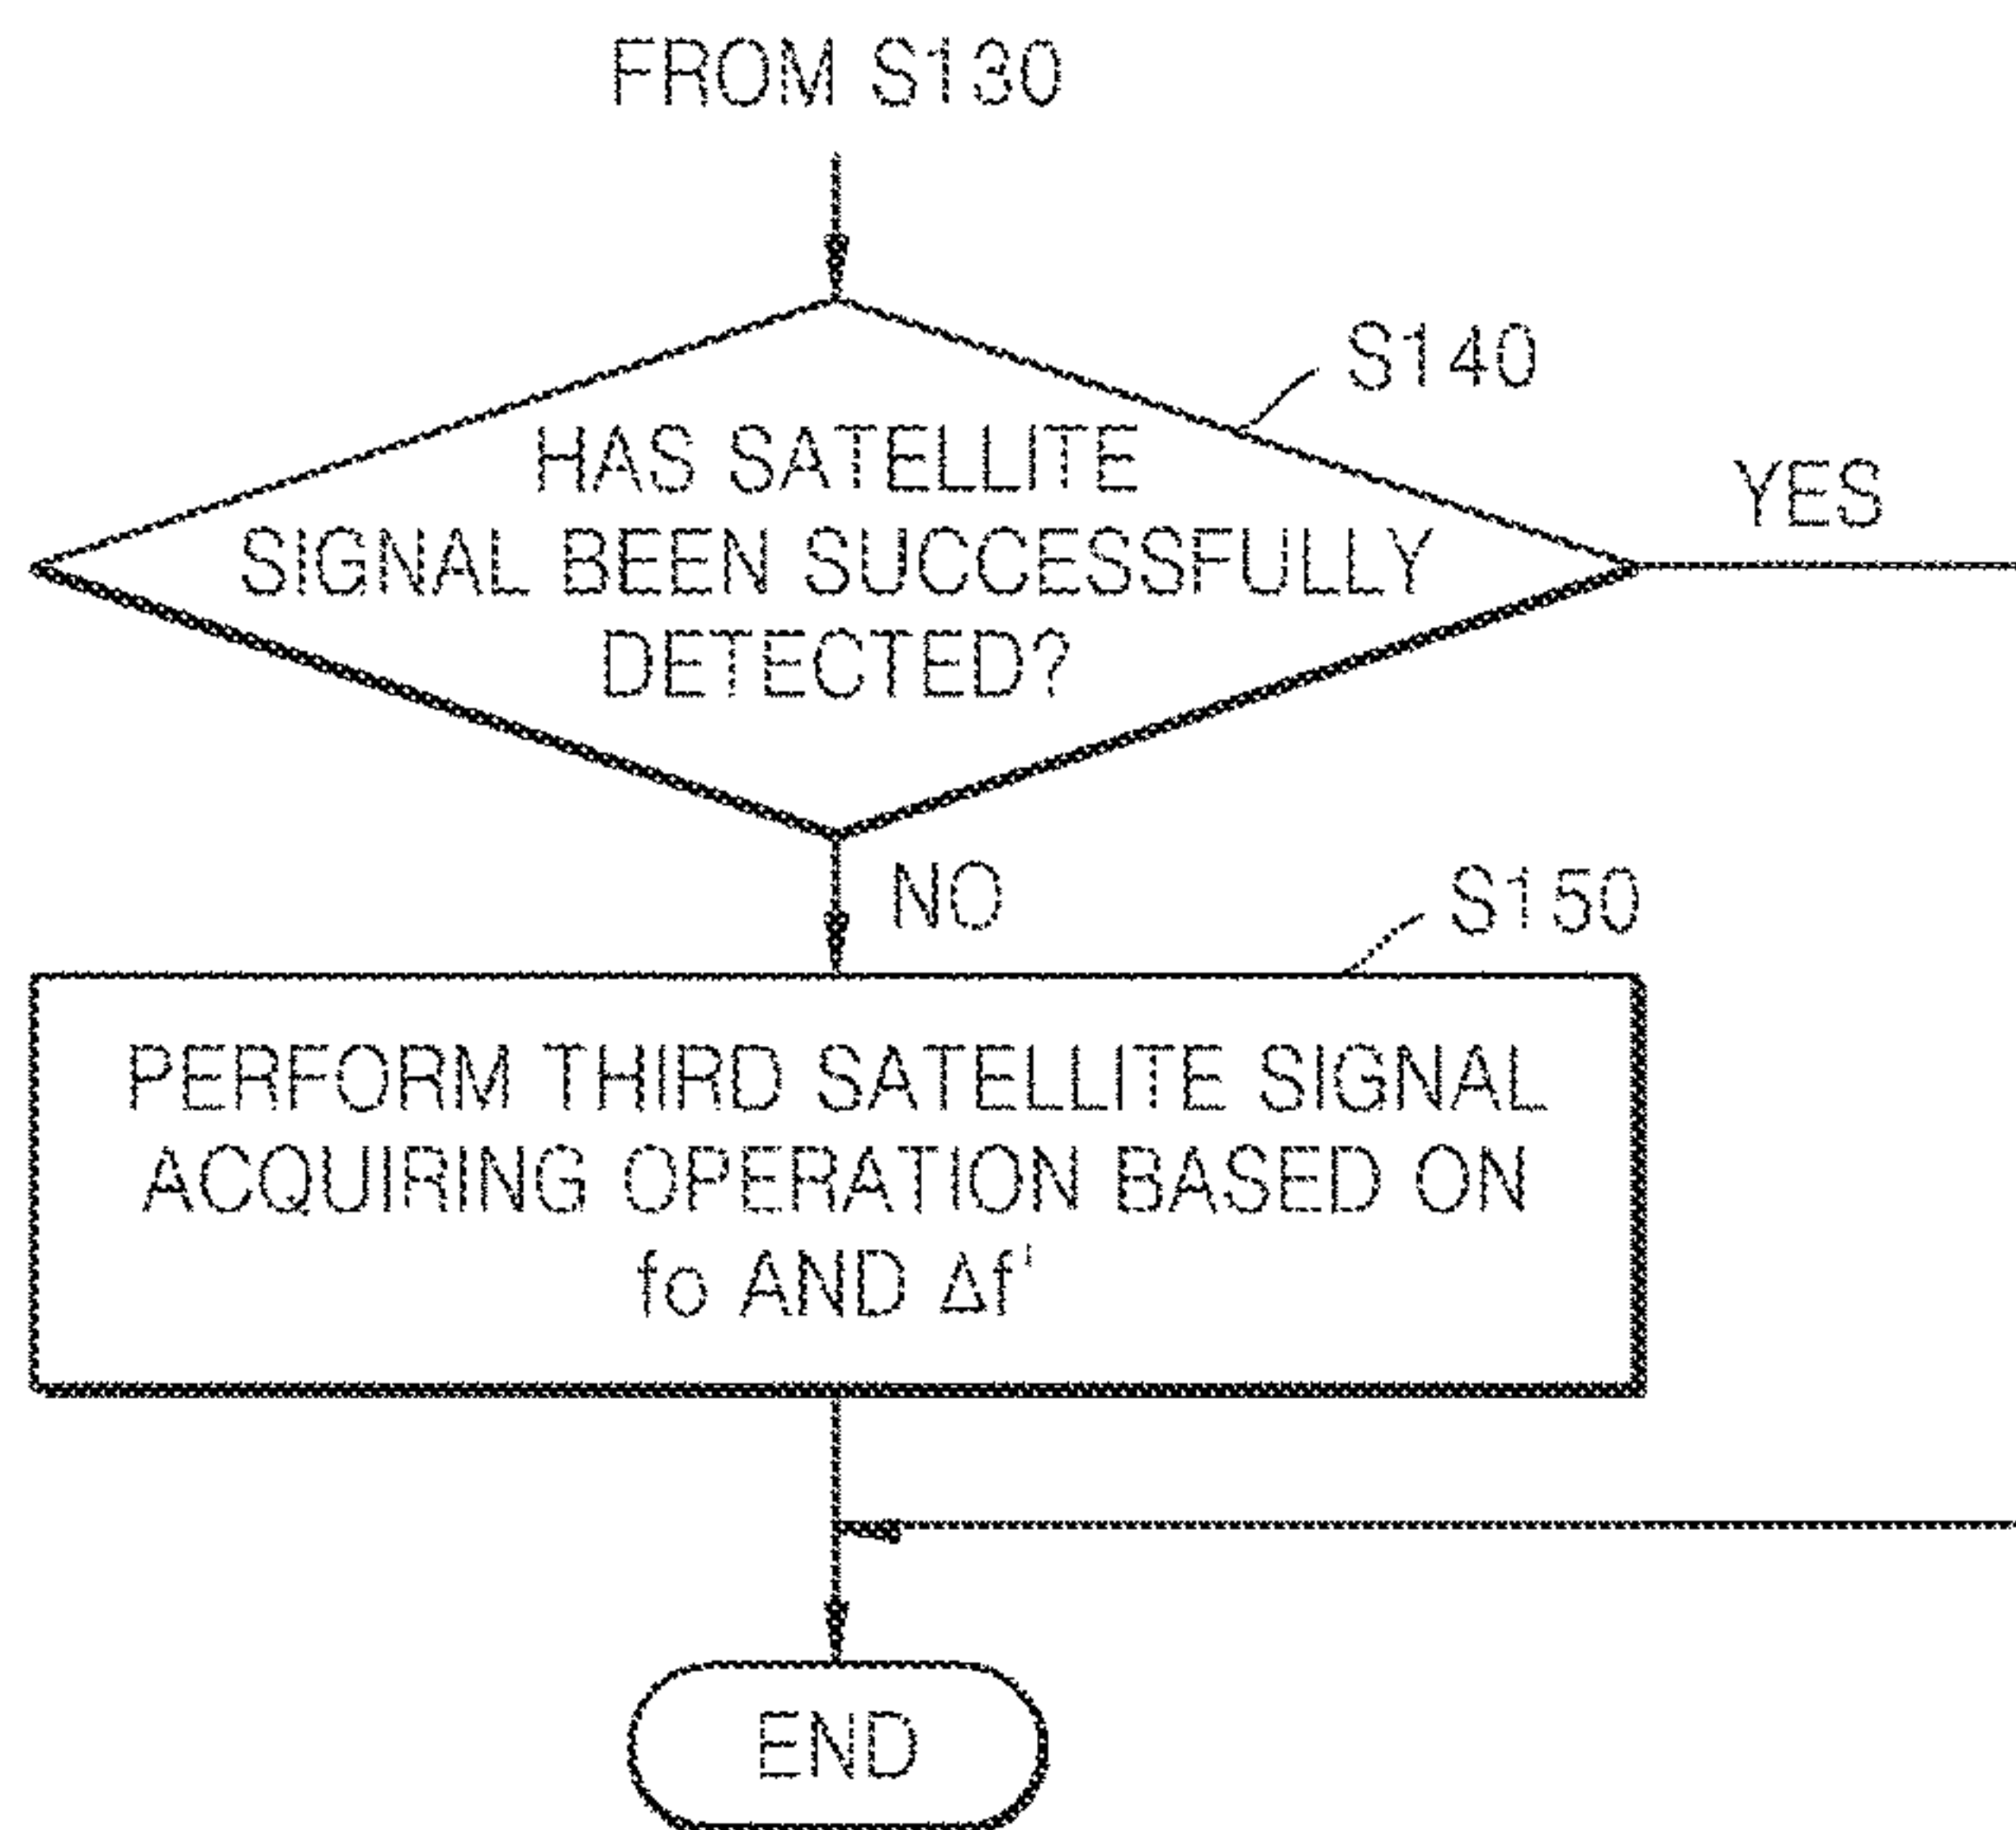 FROM S130
S140
HAS SATELLITE
SIGNAL BEEN SUCCESSFULLY
DETECTED?
YES
NO
S150
PERFORM THIRD SATELLITE SIGNAL
ACQUIRING OPERATION BASED ON
fo AND Δf'
END